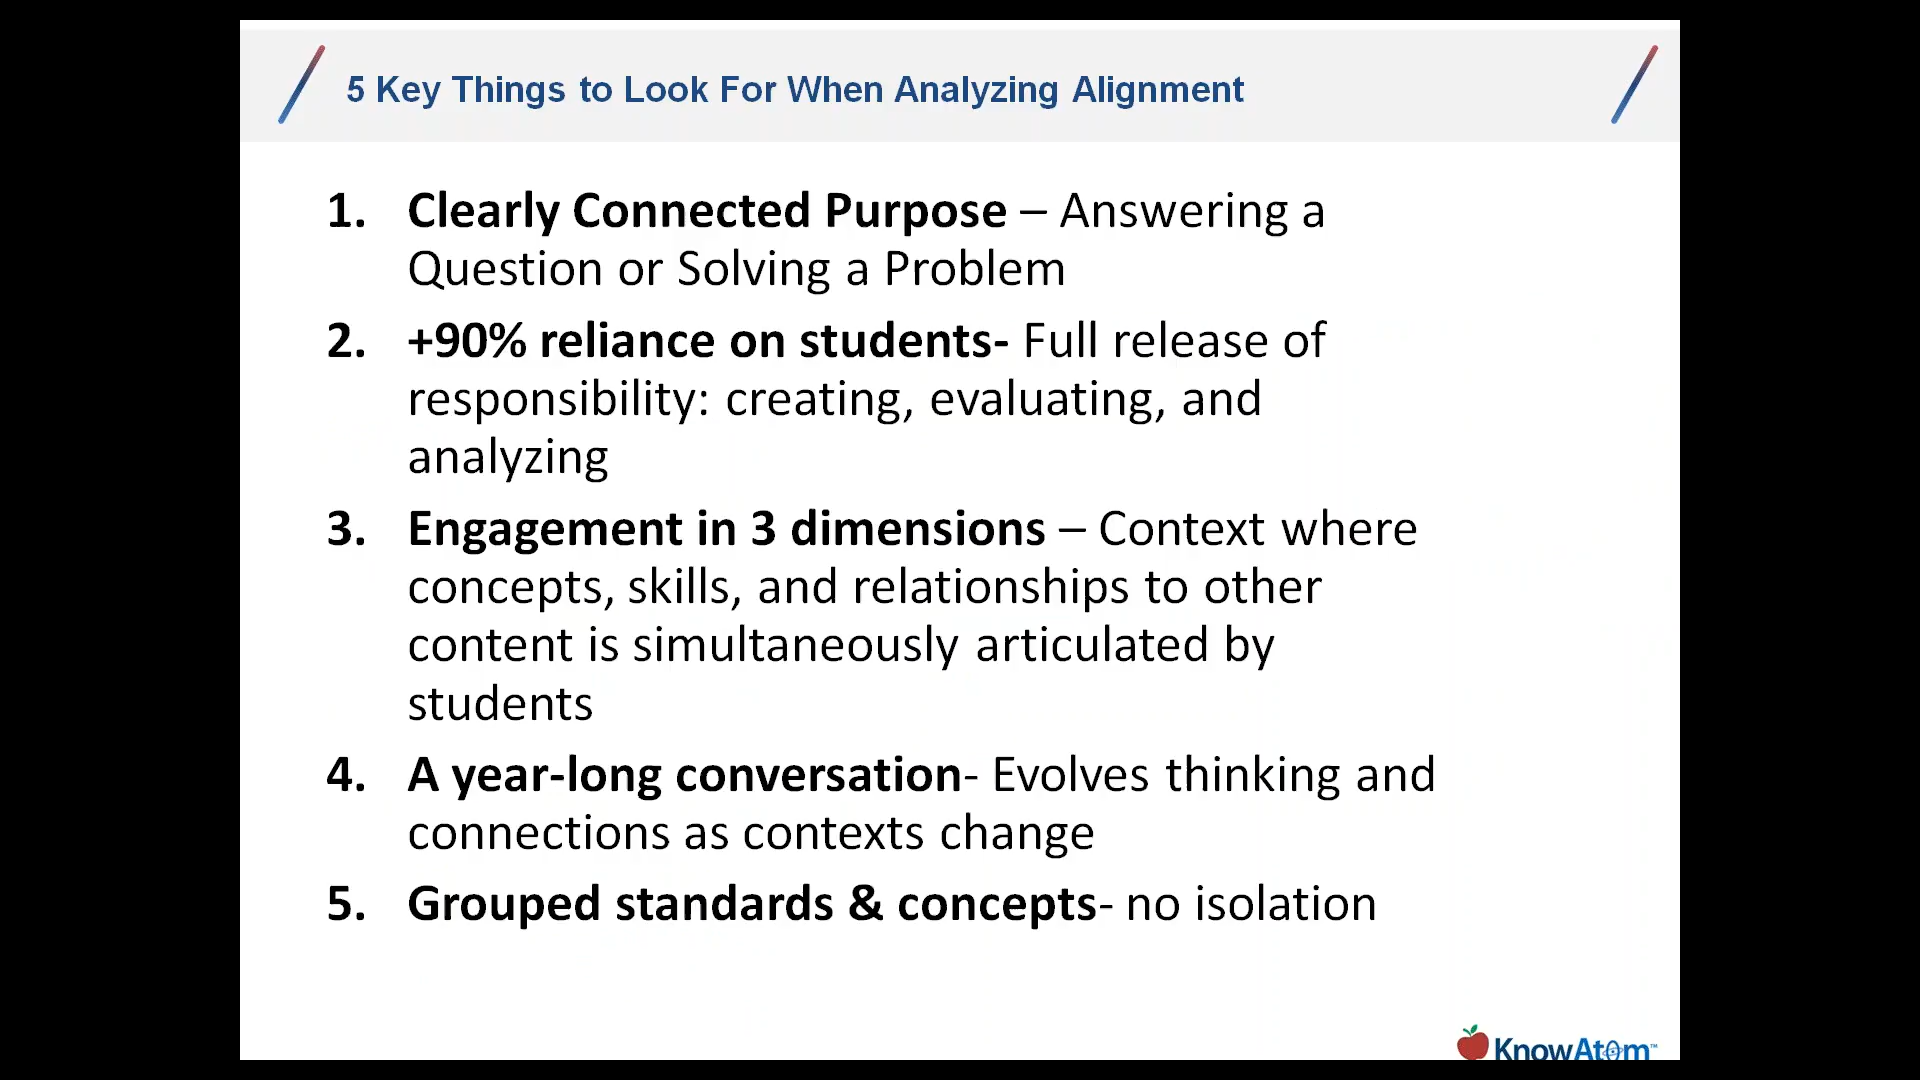 5 Key Things to Look For When Analyzing Alignment
1. Clearly Connected Purpose – Answering a
Question or Solving a Problem
2. +90% reliance on students- Full release of
responsibility: creating, evaluating, and
analyzing
3. Engagement in 3 dimensions – Context where
concepts, skills, and relationships to other
content is simultaneously articulated by
students
4. A year-long conversation- Evolves thinking and
connections as contexts change
5. Grouped standards & concepts- no isolation
KnowAtom™